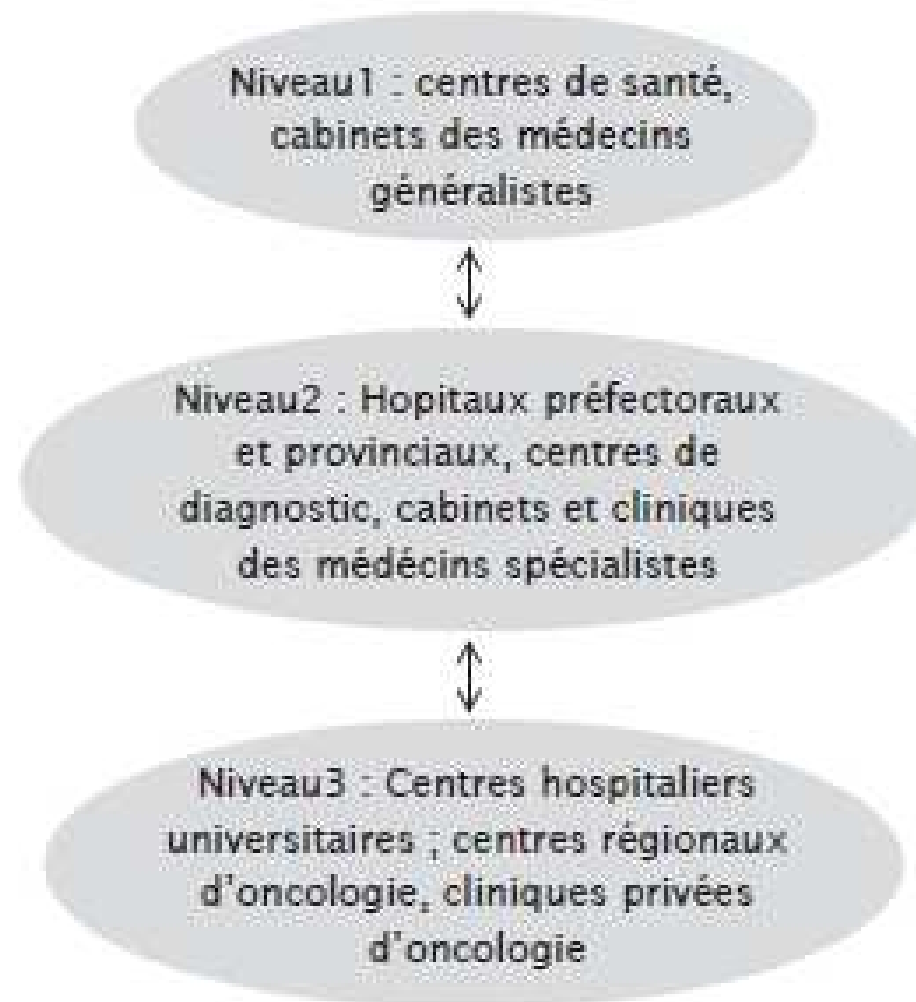 Niveau1 : centres de santé,
cabinets des médecins
généralistes
Niveau2 : Hopitaux préfectoraux
et provinciaux, centres de
diagnostic, cabinets et cliniques
des médécins spécialistes
Niveau3 : Centres hospitaliers
universitaires ; centres régionaux
d'oncologie, cliniques privées
d'oncologie